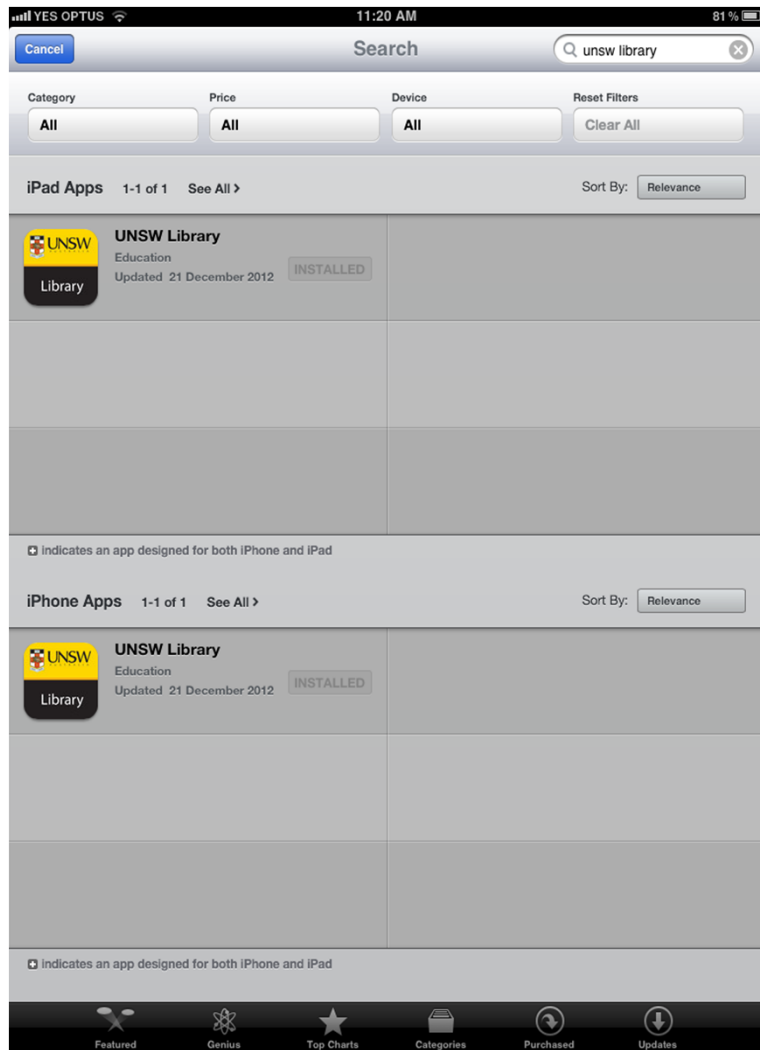 YES OPTUS 11:20 AM 81 %
Cancel Search unsw library
Category Price Device Reset Filters
All All All Clear All
iPad Apps 1-1 of 1 See All > Sort By: Relevance
UNSW
Library
UNSW Library
Education
Updated 21 December 2012
INSTALLED
indicates an app designed for both iPhone and iPad
iPhone Apps 1-1 of 1 See All > Sort By: Relevance
UNSW
Library
UNSW Library
Education
Updated 21 December 2012
INSTALLED
indicates an app designed for both iPhone and iPad
Featured Genius Top Charts Categories Purchased Updates